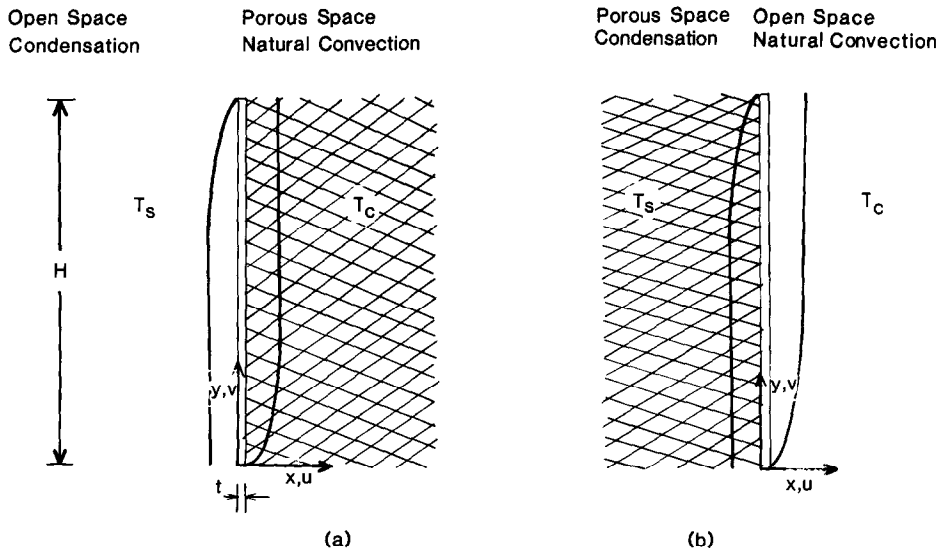 Open Space
Condensation
Porous Space
Natural Convection
Porous Space
Condensation
Open Space
Natural Convection
H
T_s
T_c
y,v
x,u
t
(a)
T_s
T_c
y,v
x,u
(b)